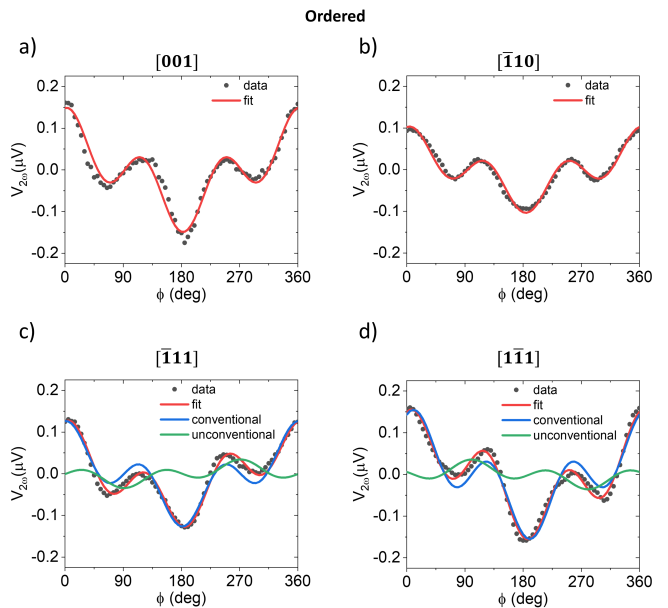 Ordered
a)
[001]
0.2
0.1
0.0
-0.1
-0.2
V2ω(μV)
data
fit
0 90 180 270 360
ϕ (deg)
b)
[1̅10]
0.2
0.1
0.0
-0.1
-0.2
V2ω(μV)
data
fit
0 90 180 270 360
ϕ (deg)
c)
[1̅11]
0.2
0.1
0.0
-0.1
-0.2
V2ω(μV)
data
fit
conventional
unconventional
0 90 180 270 360
ϕ (deg)
d)
[11̅1]
0.2
0.1
0.0
-0.1
-0.2
V2ω(μV)
data
fit
conventional
unconventional
0 90 180 270 360
ϕ (deg)